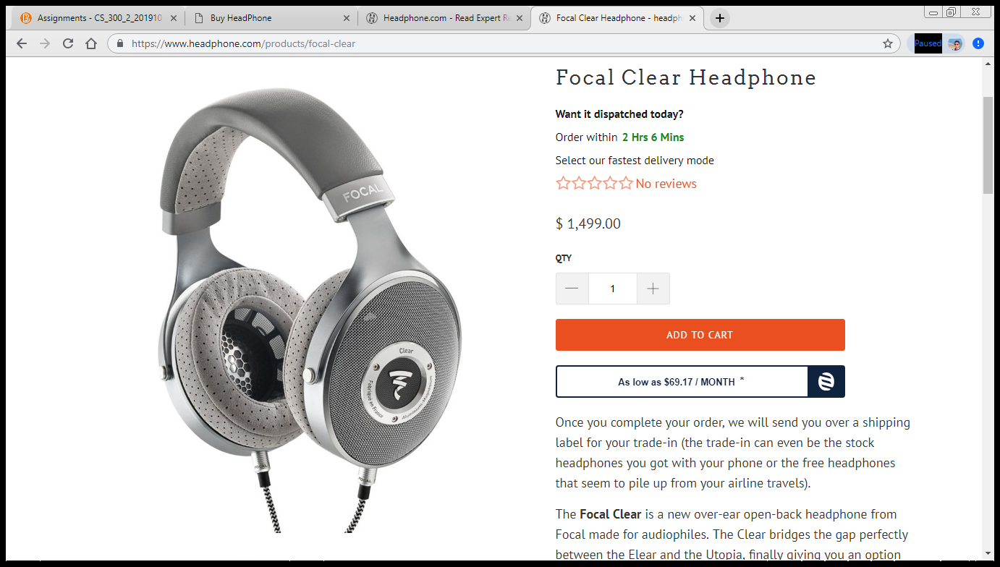 Assignments - CS_300_2_201910
Buy HeadPhone
Headphone.com - Read Expert Re
Focal Clear Headphone - headph
https://www.headphone.com/products/focal-clear
Paused
Focal Clear Headphone
Want it dispatched today?
Order within 2 Hrs 6 Mins
Select our fastest delivery mode
No reviews
$ 1,499.00
QTY
1
ADD TO CART
As low as $69.17 / MONTH *
Once you complete your order, we will send you over a shipping
label for your trade-in (the trade-in can even be the stock
headphones you got with your phone or the free headphones
that seem to pile up from your airline travels).
The Focal Clear is a new over-ear open-back headphone from
Focal made for audiophiles. The Clear bridges the gap perfectly
between the Elear and the Utopia, finally giving you an option
FOCAL
Clear
Fabriqué en France
Aluminium-Magnésium
FOCAL
FOCAL